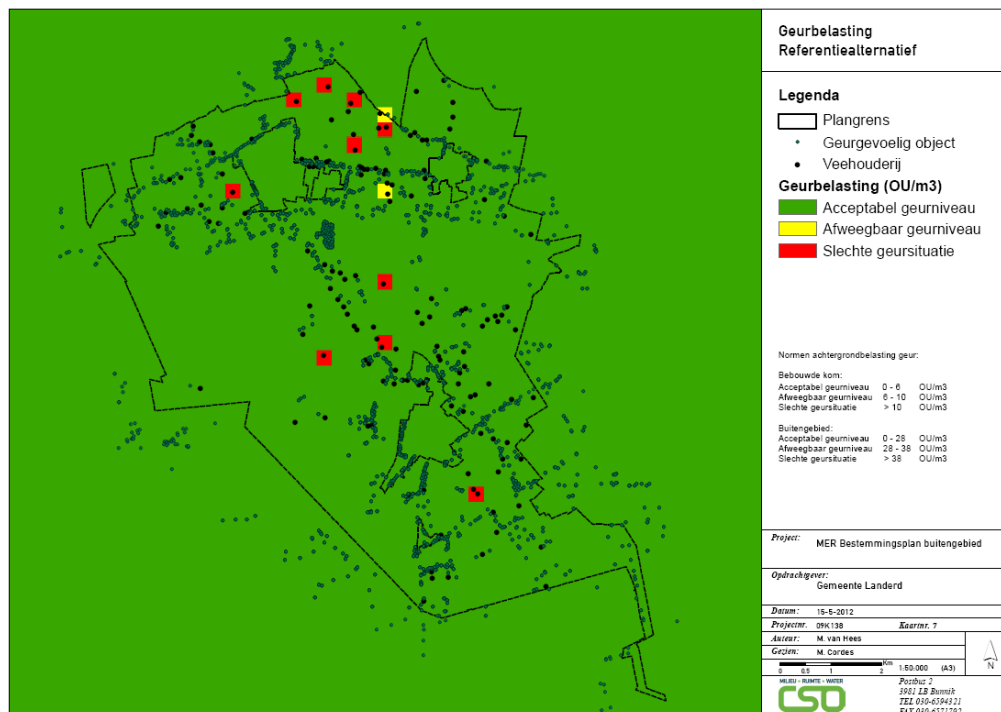 Geurbelasting
Referentiealternatief
Legenda
Plangrens
Geurgevoelig object
Veehouderij
Geurbelasting (OU/m3)
Acceptabel geurniveau
Afweegbaar geurniveau
Slechte geursituatie
Normen achtergrondbelasting geur:
Bebouwde kom:
Acceptabel geurniveau 0 - 6 OU/m3
Afweegbaar geurniveau 6 - 10 OU/m3
Slechte geursituatie > 10 OU/m3
Buitengebied:
Acceptabel geurniveau 0 - 28 OU/m3
Afweegbaar geurniveau 28 - 38 OU/m3
Slechte geursituatie > 38 OU/m3
Project: MER Bestemmingsplan buitengebied
Opdrachtgever:
Gemeente Landerd
Datum: 15-5-2012
Projectnr. 09K138 Kaartnr. 7
Auteur: M. van Hees
Gezien: M. Cordes
Km
0 0.5 1 2 1:50.000 (A3)
N
MILIEU - RUIMTE - WATER
CSO
Postbus 2
3981 LB Bunnik
TEL 030-6594321
FAX 030-6571792